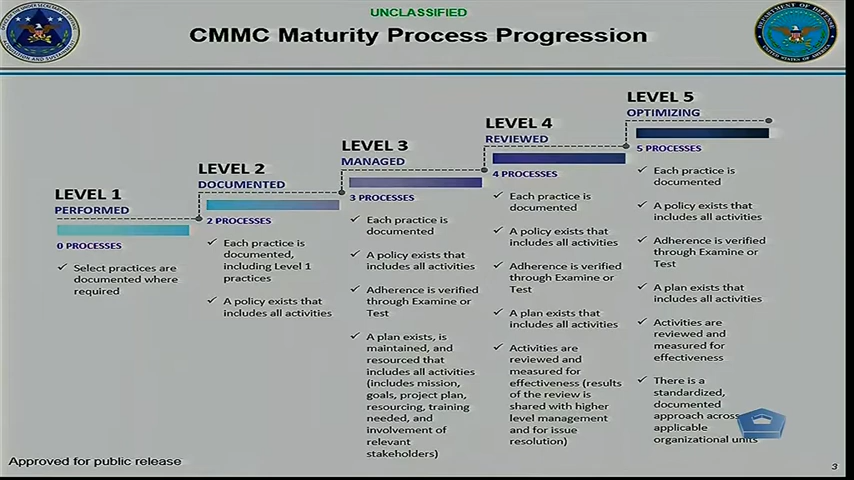 UNCLASSIFIED
CMMC Maturity Process Progression
LEVEL 1
PERFORMED
0 PROCESSES
✓ Select practices are
documented where
required
LEVEL 2
DOCUMENTED
2 PROCESSES
✓ Each practice is
documented,
including Level 1
practices
✓ A policy exists that
includes all activities
LEVEL 3
MANAGED
3 PROCESSES
✓ Each practice is
documented
✓ A policy exists that
includes all activities
✓ Adherence is verified
through Examine or
Test
✓ A plan exists, is
maintained, and
resourced that
includes all activities
(includes mission,
goals, project plan,
resourcing, training
needed, and
involvement of
relevant
stakeholders)
LEVEL 4
REVIEWED
4 PROCESSES
✓ Each practice is
documented
✓ A policy exists that
includes all activities
✓ Adherence is verified
through Examine or
Test
✓ A plan exists that
includes all activities
✓ Activities are
reviewed and
measured for
effectiveness (results
of the review is
shared with higher
level management
and for issue
resolution)
LEVEL 5
OPTIMIZING
5 PROCESSES
✓ Each practice is
documented
✓ A policy exists that
includes all activities
✓ Adherence is verified
through Examine or
Test
✓ A plan exists that
includes all activities
✓ Activities are
reviewed and
measured for
effectiveness
✓ There is a
standardized,
documented
approach across
applicable
organizational units
Approved for public release
3
DEPARTMENT OF DEFENSE
UNITED STATES OF AMERICA